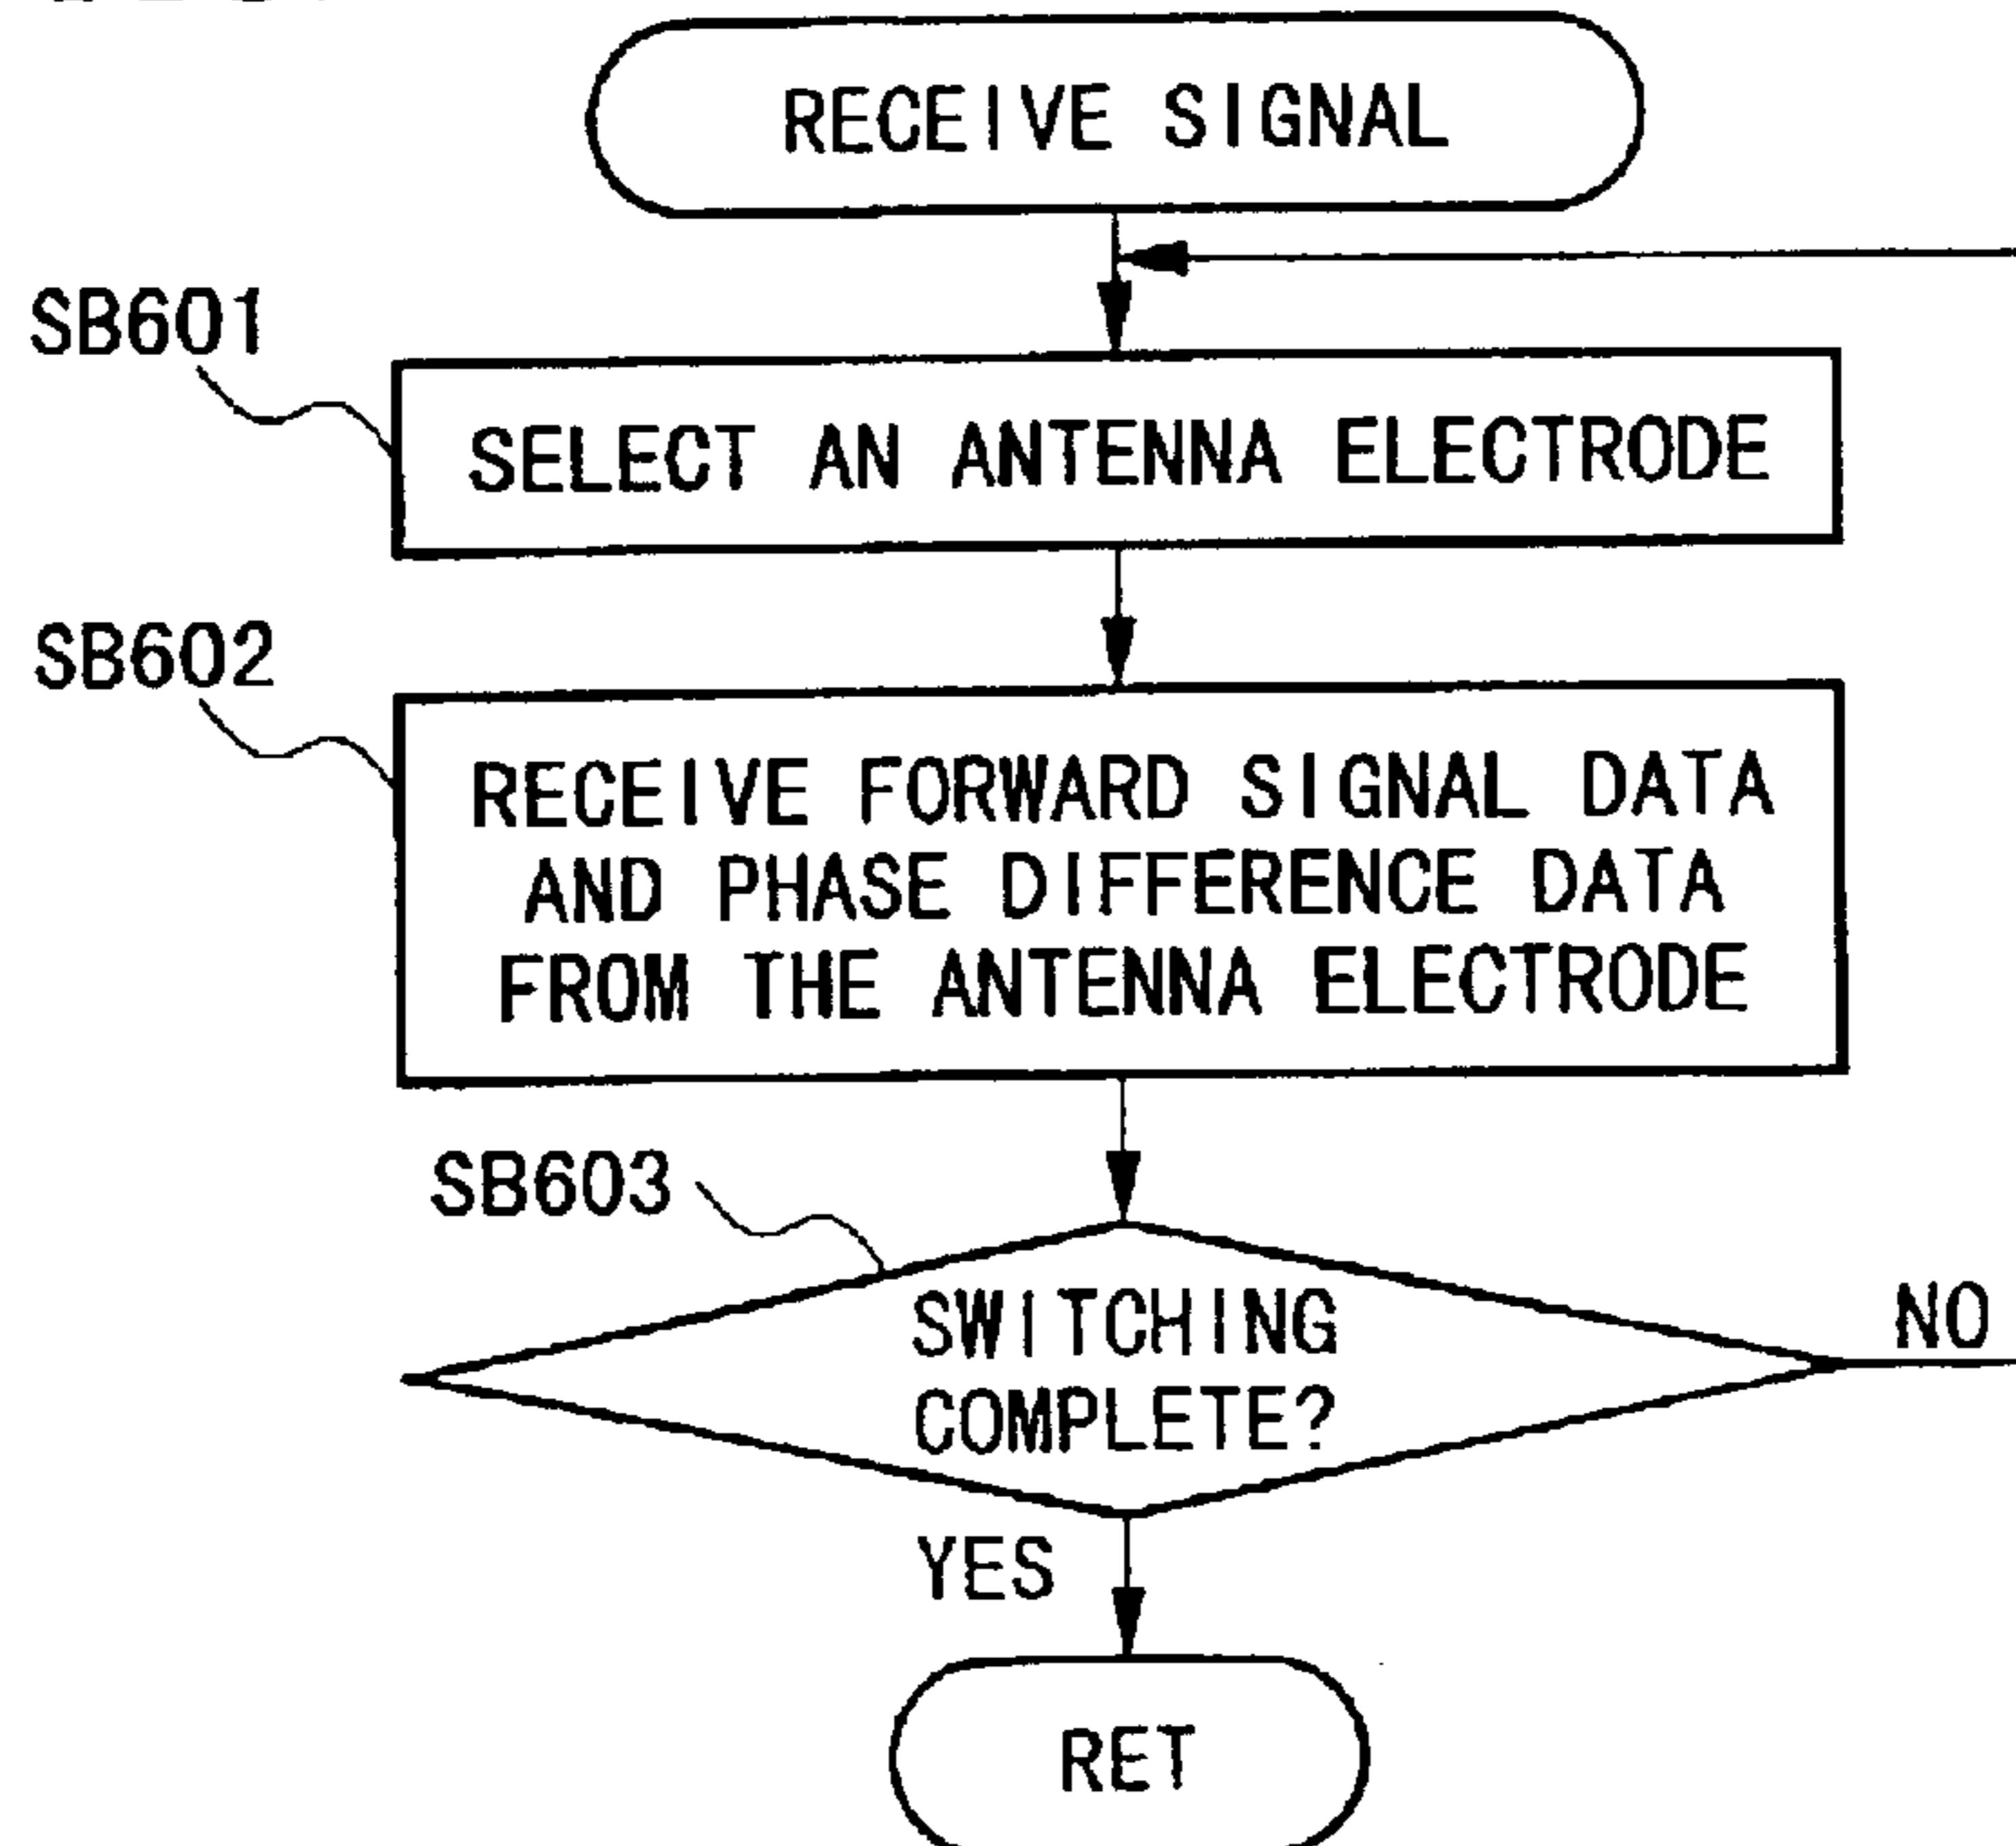 RECEIVE SIGNAL
SB601
SELECT AN ANTENNA ELECTRODE
SB602
RECEIVE FORWARD SIGNAL DATA
AND PHASE DIFFERENCE DATA
FROM THE ANTENNA ELECTRODE
SB603
SWITCHING
COMPLETE?
NO
YES
RET